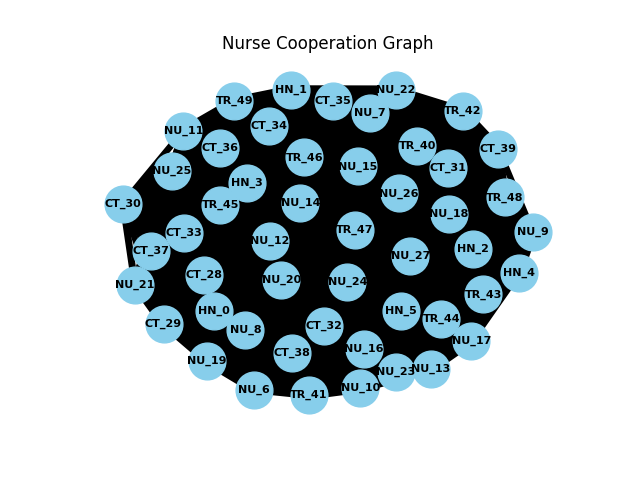 Nurse Cooperation Graph
HN_1
NU_22
TR_49
CT_35
TR_42
NU_7
CT_34
NU_11
TR_40
CT_36
CT_39
TR_46
NU_15
CT_31
NU_25
HN_3
NU_26
TR_48
CT_30
TR_45
NU_14
NU_18
TR_47
NU_9
CT_33
NU_12
HN_2
CT_37
NU_27
HN_4
CT_28
NU_20
NU_24
NU_21
TR_43
HN_0
HN_5
TR_44
CT_29
NU_8
CT_32
NU_17
NU_16
CT_38
NU_19
NU_13
NU_23
NU_10
NU_6
TR_41